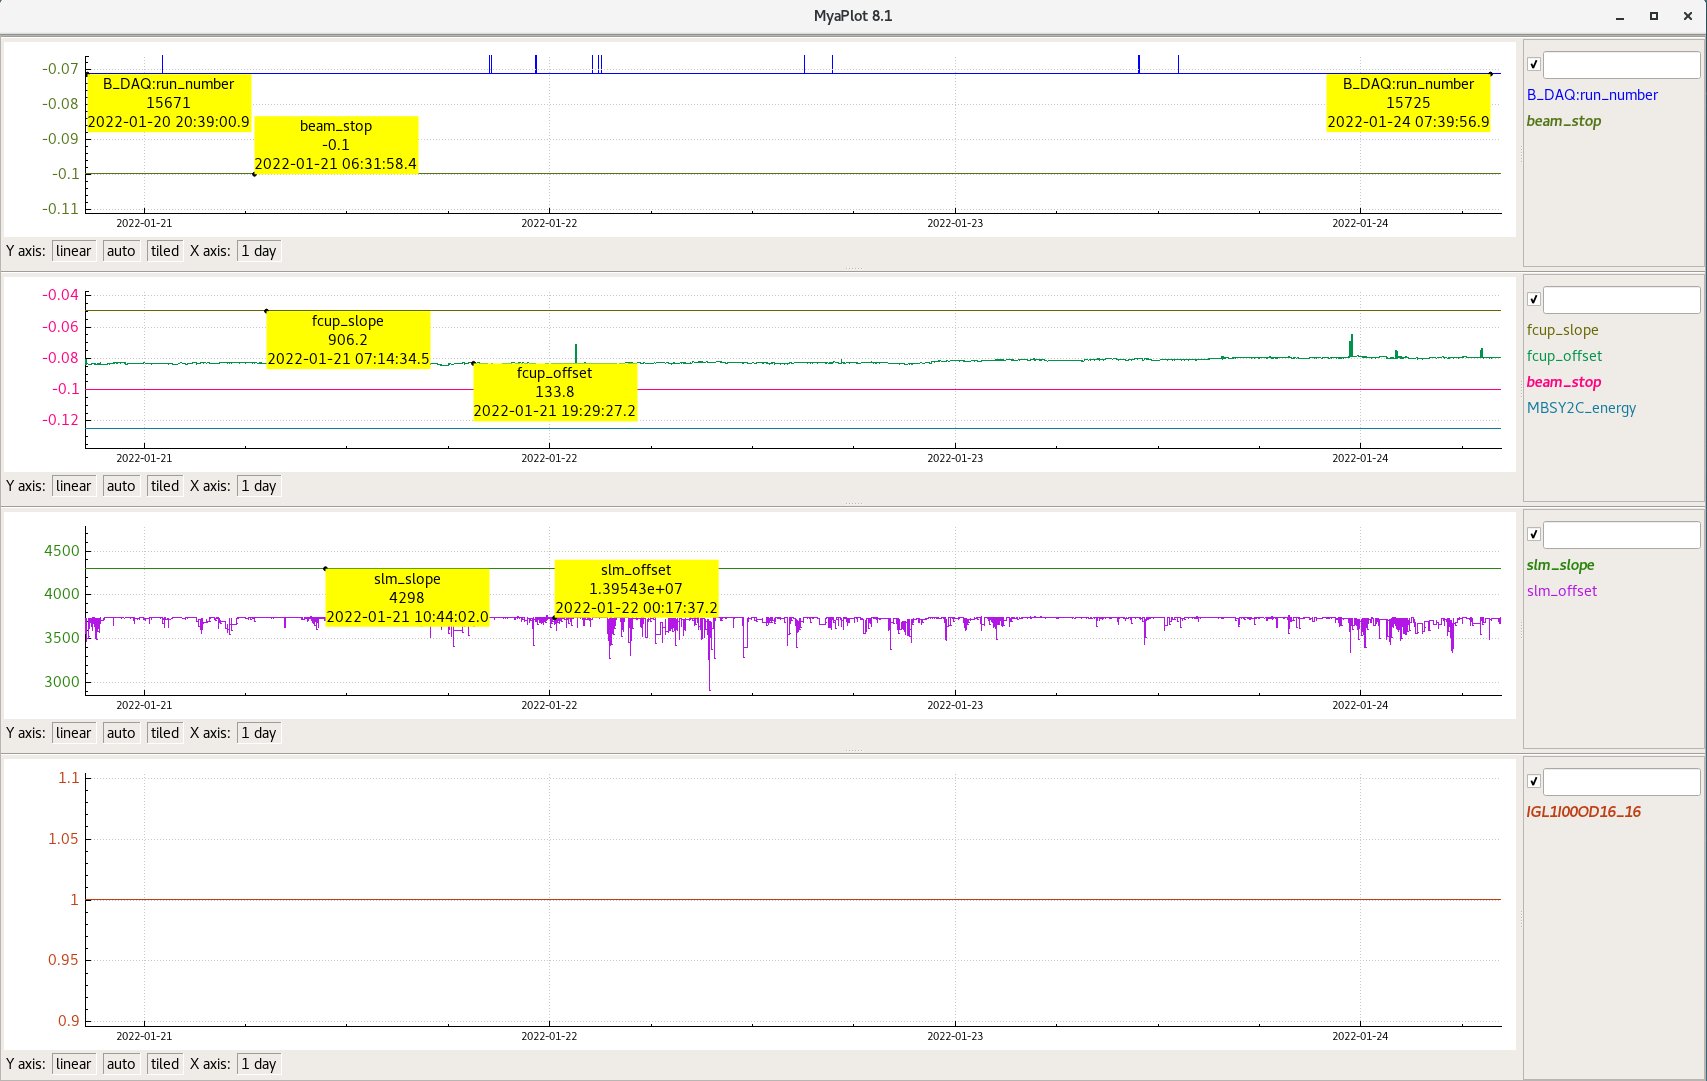 MyaPlot 8.1
-0.07
-0.08
-0.09
-0.1
-0.11
B_DAQ:run_number
15671
2022-01-20 20:39:00.9
beam_stop
-0.1
2022-01-21 06:31:58.4
B_DAQ:run_number
15725
2022-01-24 07:39:56.9
2022-01-21 2022-01-22 2022-01-23 2022-01-24
Y axis: linear auto tiled X axis: 1 day
B_DAQ:run_number
beam_stop
-0.04
-0.06
-0.08
-0.1
-0.12
fcup_slope
906.2
2022-01-21 07:14:34.5
fcup_offset
133.8
2022-01-21 19:29:27.2
2022-01-21 2022-01-22 2022-01-23 2022-01-24
Y axis: linear auto tiled X axis: 1 day
fcup_slope
fcup_offset
beam_stop
MBSY2C_energy
4500
4000
3500
3000
slm_slope
4298
2022-01-21 10:44:02.0
slm_offset
1.39543e+07
2022-01-22 00:17:37.2
2022-01-21 2022-01-22 2022-01-23 2022-01-24
Y axis: linear auto tiled X axis: 1 day
slm_slope
slm_offset
1.1
1.05
1
0.95
0.9
2022-01-21 2022-01-22 2022-01-23 2022-01-24
Y axis: linear auto tiled X axis: 1 day
IGL1I00OD16_16